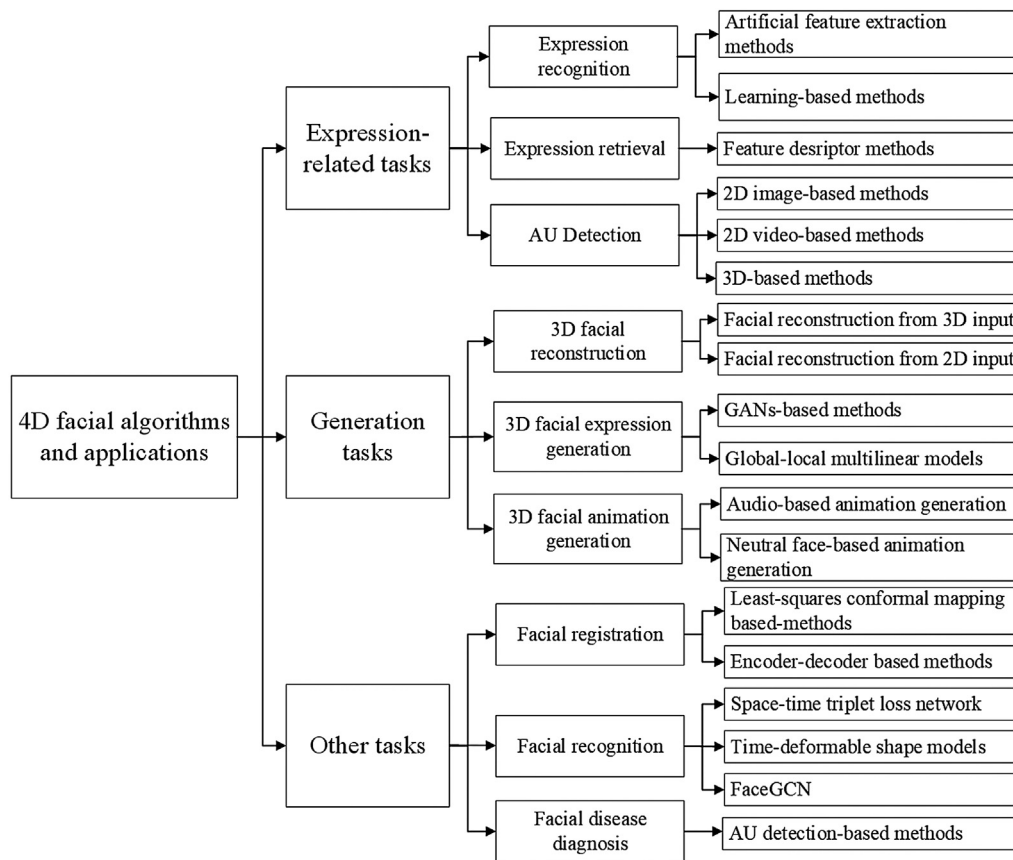 4D facial algorithms
and applications
Expression-
related tasks
Expression
recognition
Artificial feature extraction
methods
Learning-based methods
Expression retrieval
Feature desriptor methods
AU Detection
2D image-based methods
2D video-based methods
3D-based methods
Generation
tasks
3D facial
reconstruction
Facial reconstruction from 3D input
Facial reconstruction from 2D input
3D facial expression
generation
GANs-based methods
Global-local multilinear models
3D facial animation
generation
Audio-based animation generation
Neutral face-based animation
generation
Other tasks
Facial registration
Least-squares conformal mapping
based-methods
Encoder-decoder based methods
Facial recognition
Space-time triplet loss network
Time-deformable shape models
FaceGCN
Facial disease
diagnosis
AU detection-based methods